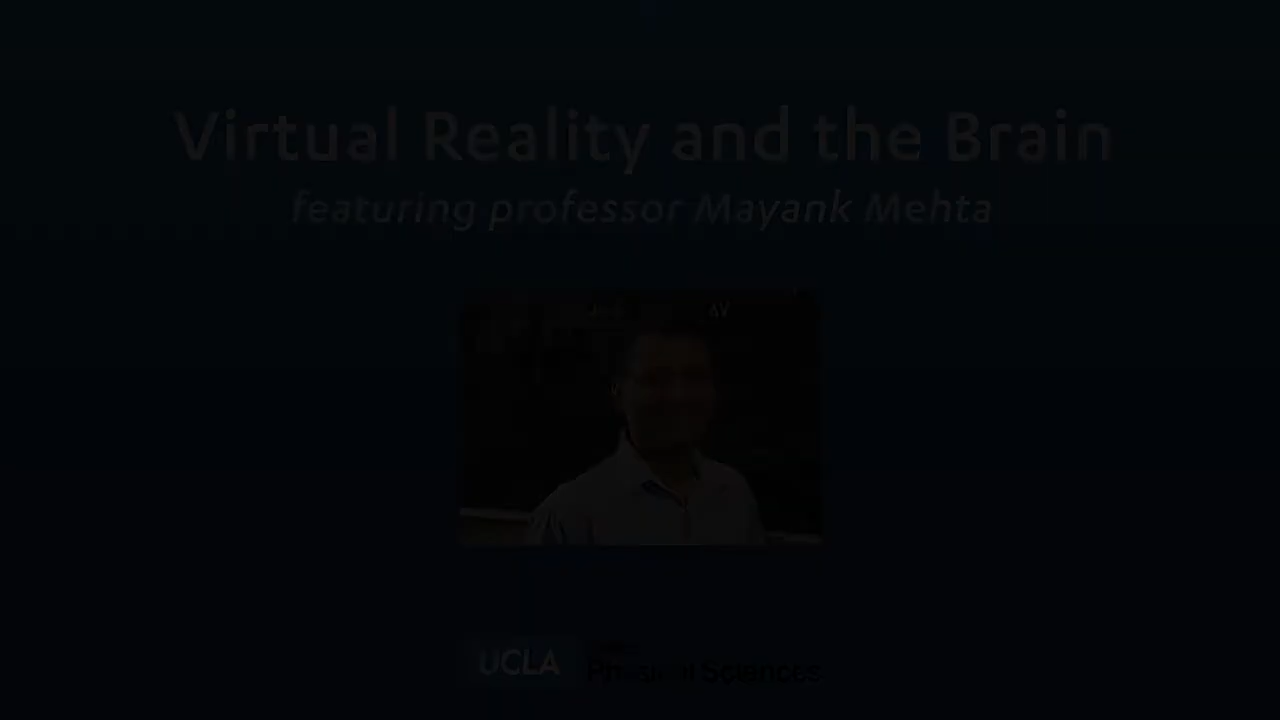 Virtual Reality and the Brain
featuring professor Mayank Mehta
UCLA
Physical Sciences